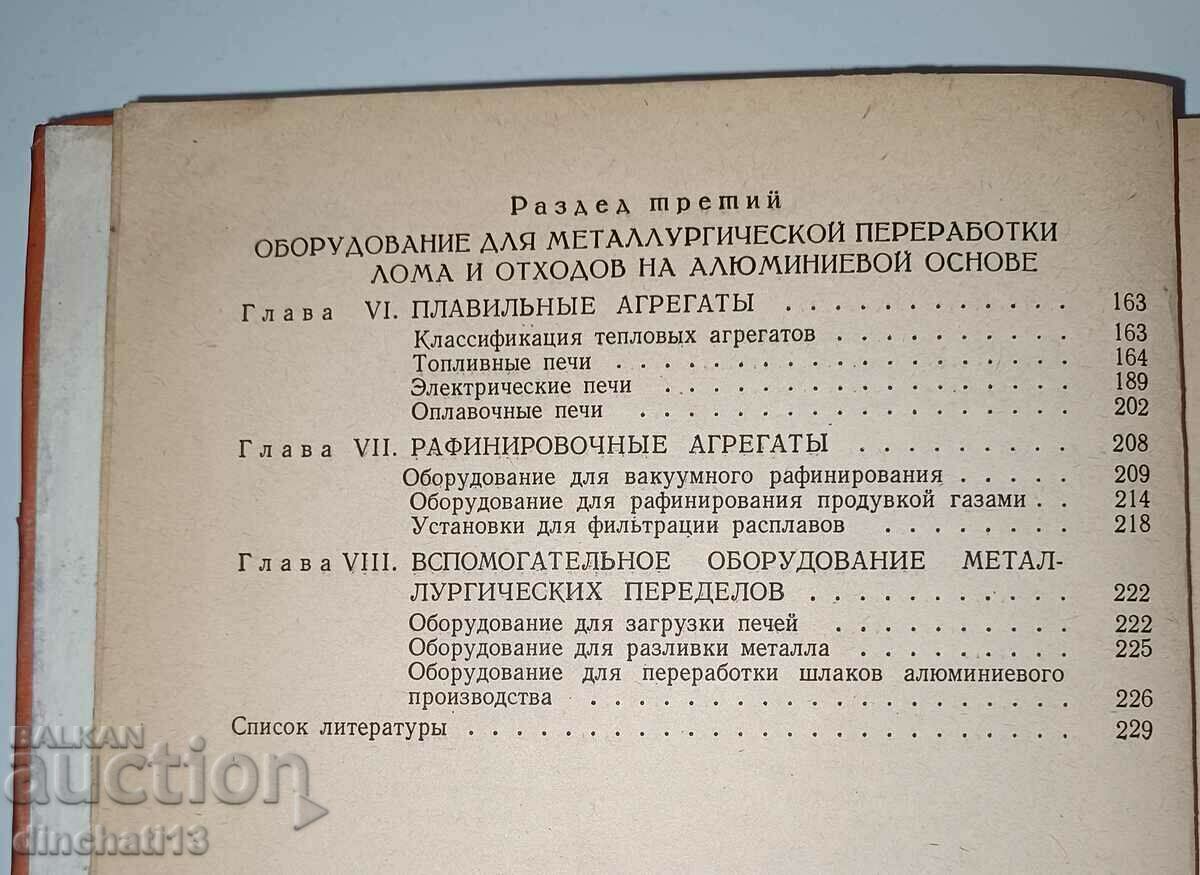 Раздед третий
ОБОРУДОВАНИЕ ДЛЯ МЕТАЛЛУРГИЧЕСКОЙ ПЕРЕРАБОТКИ
ЛОМА И ОТХОДОВ НА АЛЮМИНИЕВОЙ ОСНОВЕ
Глава VI. ПЛАВИЛЬНЫЕ АГРЕГАТЫ . . . . . . . . . . . . 163
Классификация тепловых агрегатов . . . . . . . . . . 163
Топливные печи . . . . . . . . . . . . . . . . . . . 164
Электрические печи . . . . . . . . . . . . . . . . . 189
Оплавочные печи . . . . . . . . . . . . . . . . . . 202
Глава VII. РАФИНИРОВОЧНЫЕ АГРЕГАТЫ . . . . . . . . . 208
Оборудование для вакуумного рафинирования . . . . . 209
Оборудование для рафинирования продувкой газами . . 214
Установки для фильтрации расплавов . . . . . . . . 218
Глава VIII. ВСПОМОГАТЕЛЬНОЕ ОБОРУДОВАНИЕ МЕТАЛ-
ЛУРГИЧЕСКИХ ПЕРЕДЕЛОВ . . . . . . . . . . . 222
Оборудование для загрузки печей . . . . . . . . . . 222
Оборудование для разливки металла . . . . . . . . . 225
Оборудование для переработки шлаков алюминиевого
производства . . . . . . . . . . . . . . . . . . . . 226
Список литературы . . . . . . . . . . . . . . . . . . . . . . . . 229
BALKAN
auction
dinchati13